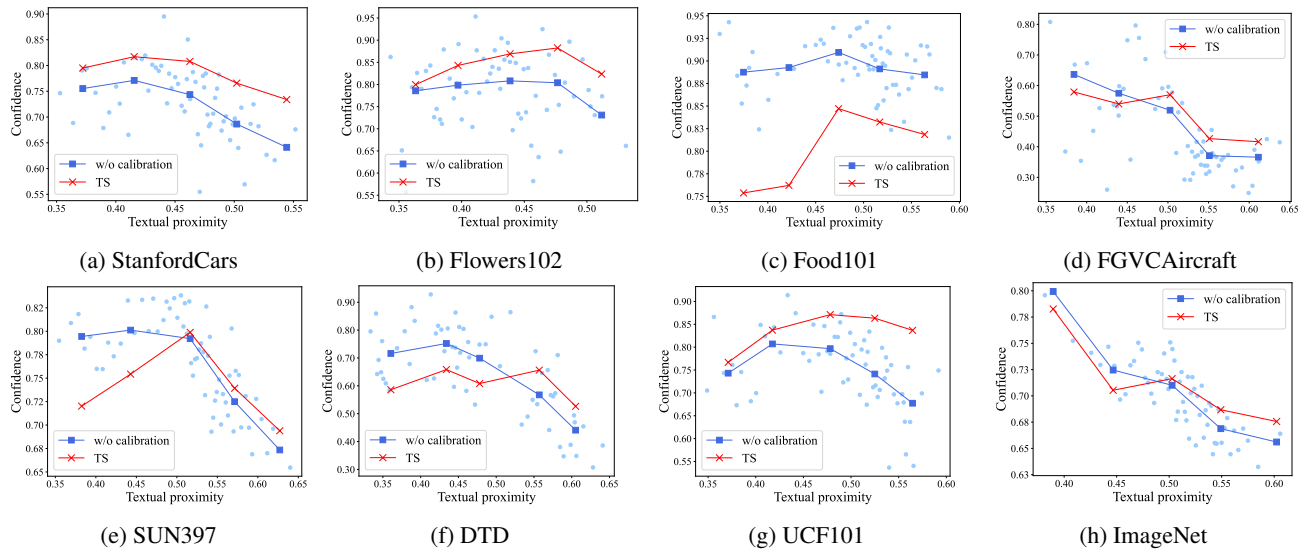 0.90
0.85
0.80
0.75
0.70
0.65
0.60
0.55
Confidence
w/o calibration
TS
0.35 0.40 0.45 0.50 0.55
Textual proximity
(a) StanfordCars
0.95
0.90
0.85
0.80
0.75
0.70
0.65
0.60
0.55
Confidence
w/o calibration
TS
0.35 0.40 0.45 0.50
Textual proximity
(b) Flowers102
0.95
0.93
0.90
0.88
0.85
0.83
0.80
0.78
0.75
Confidence
w/o calibration
TS
0.35 0.40 0.45 0.50 0.55 0.60
Textual proximity
(c) Food101
0.80
0.70
0.60
0.50
0.40
0.30
Confidence
w/o calibration
TS
0.35 0.40 0.45 0.50 0.55 0.60 0.65
Textual proximity
(d) FGVCAircraft
0.82
0.80
0.78
0.75
0.72
0.70
0.68
0.65
Confidence
w/o calibration
TS
0.35 0.40 0.45 0.50 0.55 0.60 0.65
Textual proximity
(e) SUN397
0.90
0.80
0.70
0.60
0.50
0.40
0.30
Confidence
w/o calibration
TS
0.35 0.40 0.45 0.50 0.55 0.60 0.65
Textual proximity
(f) DTD
0.90
0.85
0.80
0.75
0.70
0.65
0.60
0.55
Confidence
w/o calibration
TS
0.35 0.40 0.45 0.50 0.55 0.60
Textual proximity
(g) UCF101
0.80
0.78
0.75
0.73
0.70
0.68
0.65
0.63
Confidence
w/o calibration
TS
0.40 0.45 0.50 0.55 0.60
Textual proximity
(h) ImageNet